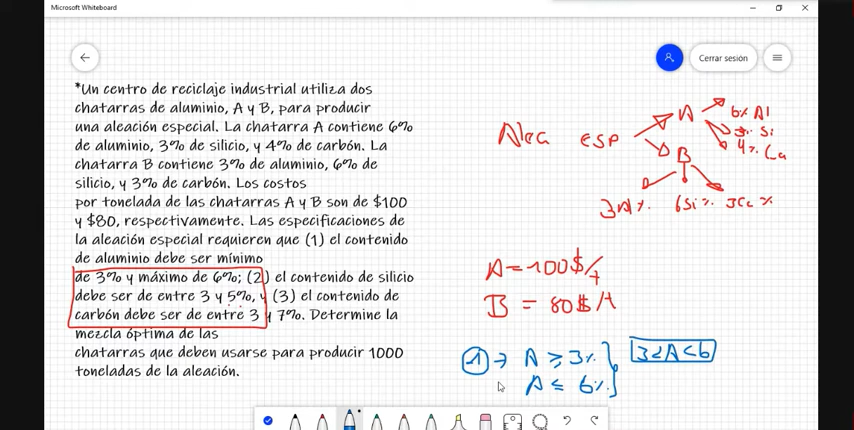 Microsoft Whiteboard
Cerrar sesión
*Un centro de reciclaje industrial utiliza dos
chatarras de aluminio, A y B, para producir
una aleación especial. La chatarra A contiene 6%
de aluminio, 3% de silicio, y 4% de carbón. La
chatarra B contiene 3% de aluminio, 6% de
silicio, y 3% de carbón. Los costos
por tonelada de las chatarras A y B son de $100
y $80, respectivamente. Las especificaciones de
la aleación especial requieren que (1) el contenido
de aluminio debe ser mínimo
de 3% y máximo de 6%; (2) el contenido de silicio
debe ser de entre 3 y 5%, y (3) el contenido de
carbón debe ser de entre 3 y 7%. Determine la
mezcla óptima de las
chatarras que deben usarse para producir 1000
toneladas de la aleación.
Alea esp
A
6% Al
3% Si
4% Ca
B
3Al% 6Si% 3Ca%
A = 100$/T
B = 80$/t
1 → A ≥ 3%
A ≤ 6%
3<A<6